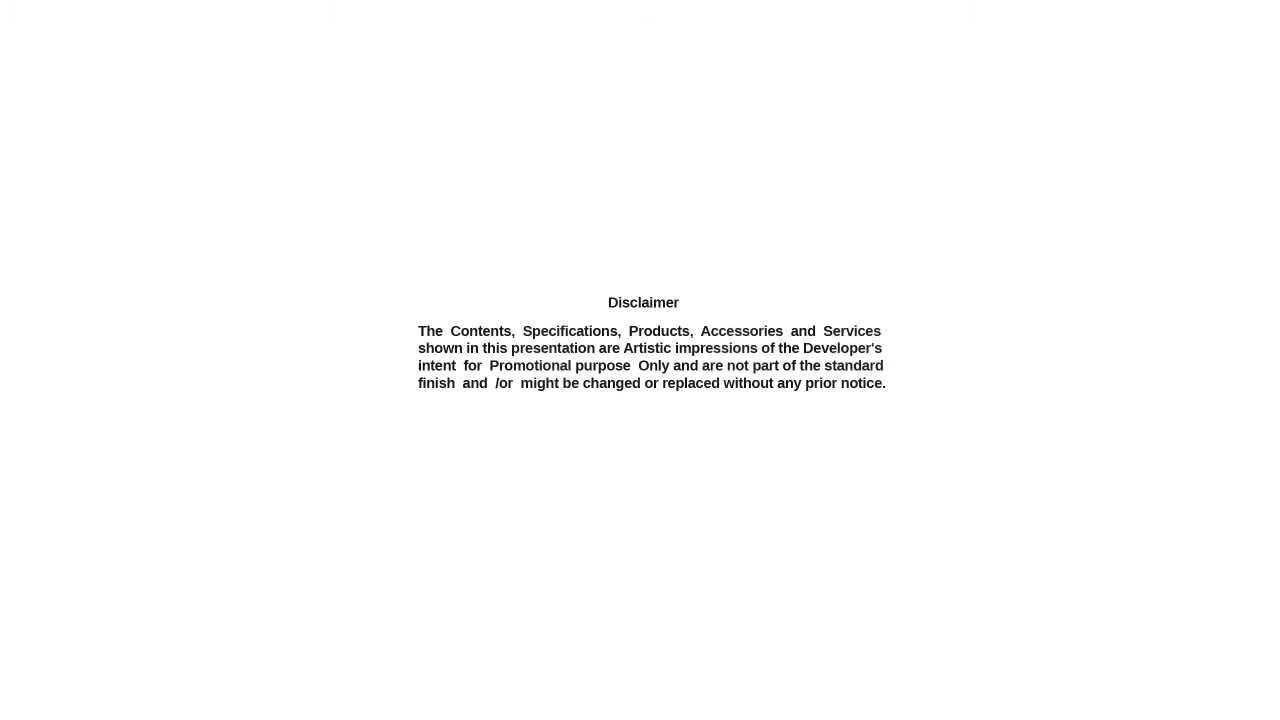 Disclaimer
The Contents, Specifications, Products, Accessories and Services
shown in this presentation are Artistic impressions of the Developer's
intent for Promotional purpose Only and are not part of the standard
finish and /or might be changed or replaced without any prior notice.